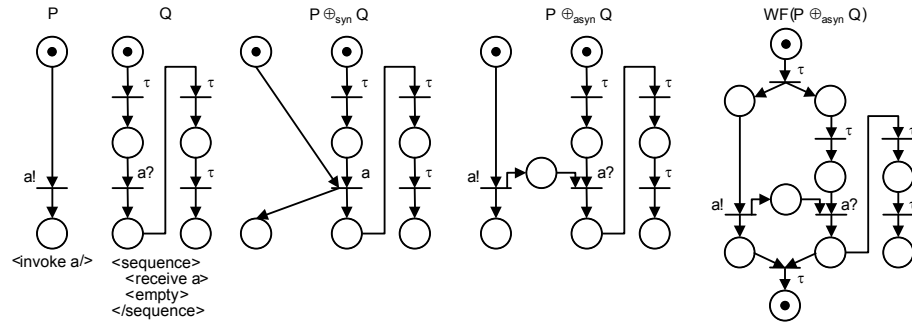 P Q P ⊕syn Q P ⊕asyn Q WF(P ⊕asyn Q)
τ
τ τ τ τ τ τ
τ τ
a! a? τ a τ a! a? τ a! a? τ
<invoke a/>
<sequence>
<receive a>
<empty>
</sequence>
τ